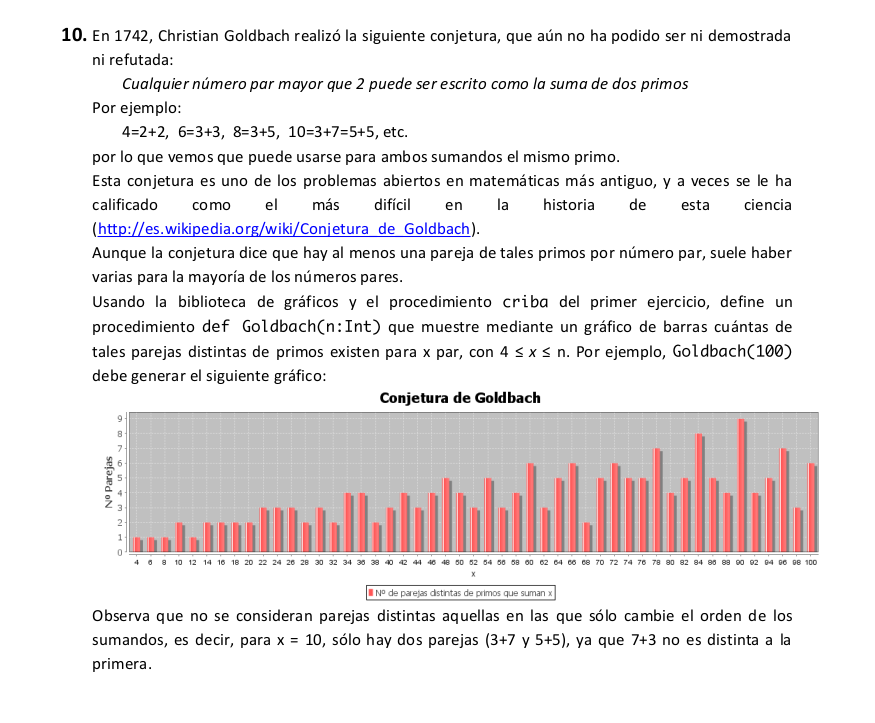 10. En 1742, Christian Goldbach realizó la siguiente conjetura, que aún no ha podido ser ni demostrada
ni refutada:
Cualquier número par mayor que 2 puede ser escrito como la suma de dos primos
Por ejemplo:
4=2+2, 6=3+3, 8=3+5, 10=3+7=5+5, etc.
por lo que vemos que puede usarse para ambos sumandos el mismo primo.
Esta conjetura es uno de los problemas abiertos en matemáticas más antiguo, y a veces se le ha
calificado como el más difícil en la historia de esta ciencia
(http://es.wikipedia.org/wiki/Conjetura_de_Goldbach).
Aunque la conjetura dice que hay al menos una pareja de tales primos por número par, suele haber
varias para la mayoría de los números pares.
Usando la biblioteca de gráficos y el procedimiento criba del primer ejercicio, define un
procedimiento def Goldbach(n:Int) que muestre mediante un gráfico de barras cuántas de
tales parejas distintas de primos existen para x par, con 4 ≤ x ≤ n. Por ejemplo, Goldbach(100)
debe generar el siguiente gráfico:
Conjetura de Goldbach
Nº Parejas
9
8
7
6
5
4
3
2
1
0
4 6 8 10 12 14 16 18 20 22 24 26 28 30 32 34 36 38 40 42 44 46 48 50 52 54 56 58 60 62 64 66 68 70 72 74 76 78 80 82 84 86 88 90 92 94 96 98 100
x
Nº de parejas distintas de primos que suman x
Observa que no se consideran parejas distintas aquellas en las que sólo cambie el orden de los
sumandos, es decir, para x = 10, sólo hay dos parejas (3+7 y 5+5), ya que 7+3 no es distinta a la
primera.